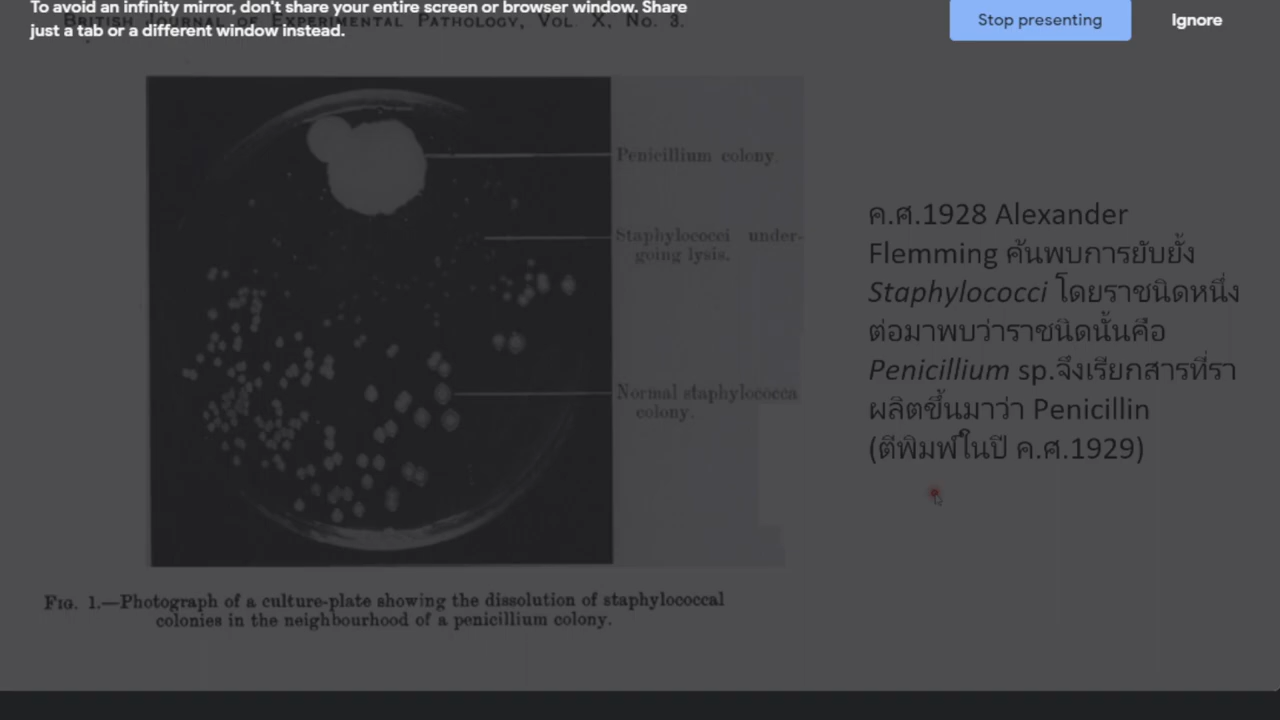 To avoid an infinity mirror, don't share your entire screen or browser window. Share
just a tab or a different window instead.
Stop presenting
Ignore
British Journal of Experimental Pathology, Vol. X, No. 3.
Penicillium colony.
Staphylococci under-
going lysis.
Normal staphylococca
colony.
ค.ศ.1928 Alexander
Flemming ค้นพบการยับยั้ง
Staphylococci โดยราชนิดหนึ่ง
ต่อมาพบว่าราชนิดนั้นคือ
Penicillium sp.จึงเรียกสารที่รา
ผลิตขึ้นมาว่า Penicillin
(ตีพิมพ์ในปี ค.ศ.1929)
Fig. 1.—Photograph of a culture-plate showing the dissolution of staphylococcal
colonies in the neighbourhood of a penicillium colony.